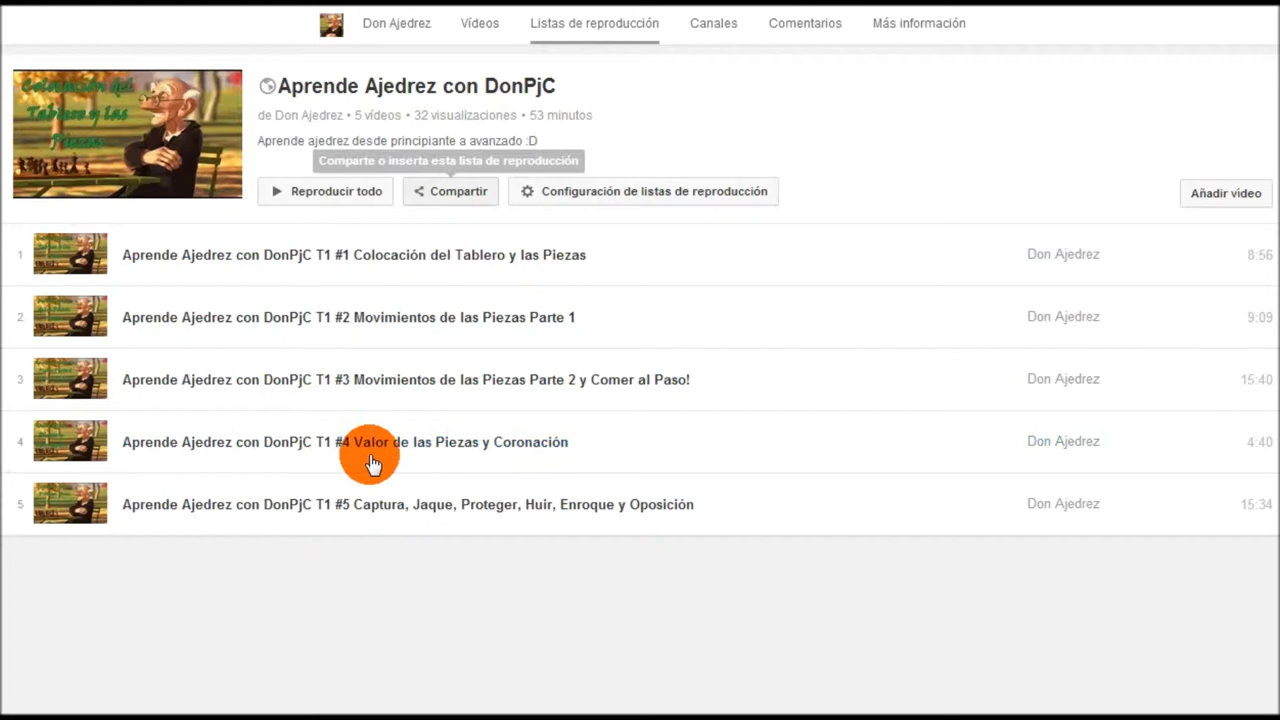 Don Ajedrez Vídeos Listas de reproducción Canales Comentarios Más información
Colocación del
Tablero y las
Piezas
Aprende Ajedrez con DonPjC
de Don Ajedrez • 5 vídeos • 32 visualizaciones • 53 minutos
Aprende ajedrez desde principiante a avanzado :D
Comparte o inserta esta lista de reproducción
Reproducir todo Compartir Configuración de listas de reproducción Añadir vídeo
1 Aprende Ajedrez con DonPjC T1 #1 Colocación del Tablero y las Piezas Don Ajedrez 8:56
2 Aprende Ajedrez con DonPjC T1 #2 Movimientos de las Piezas Parte 1 Don Ajedrez 9:09
3 Aprende Ajedrez con DonPjC T1 #3 Movimientos de las Piezas Parte 2 y Comer al Paso! Don Ajedrez 15:40
4 Aprende Ajedrez con DonPjC T1 #4 Valor de las Piezas y Coronación Don Ajedrez 4:40
5 Aprende Ajedrez con DonPjC T1 #5 Captura, Jaque, Proteger, Huir, Enroque y Oposición Don Ajedrez 15:34